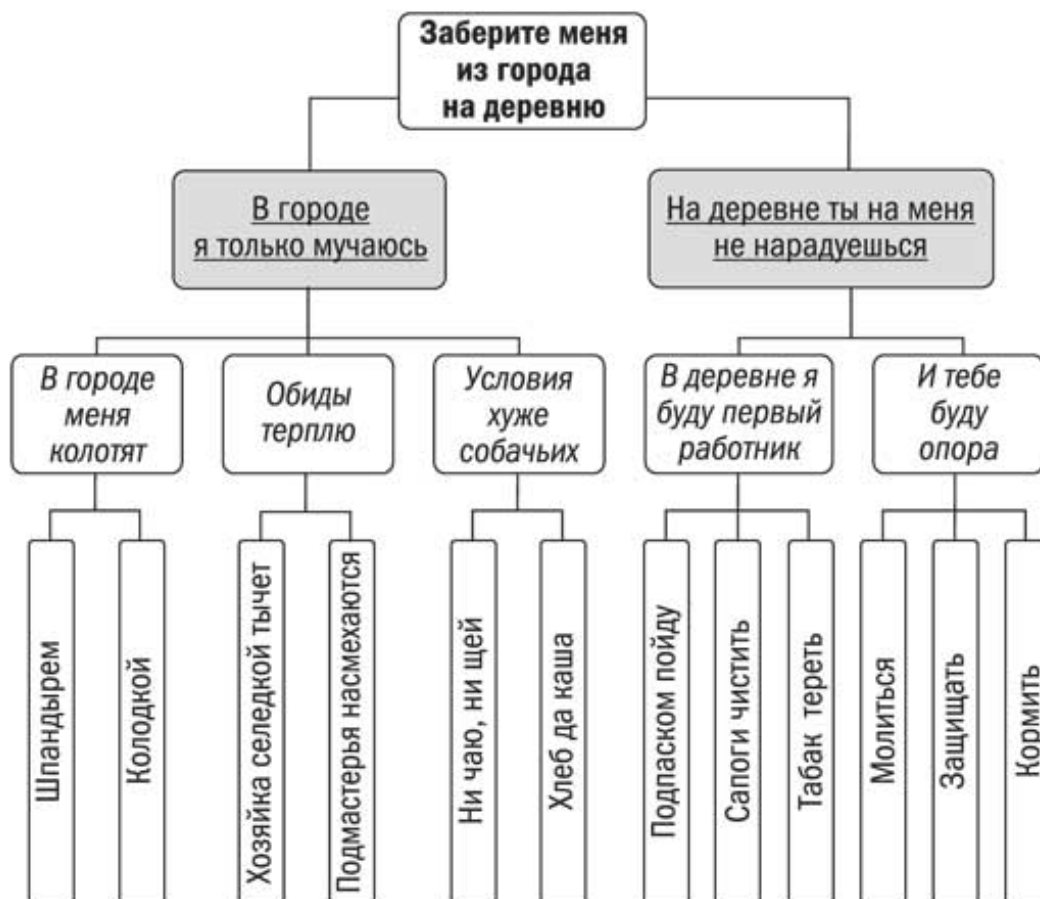 Заберите меня
из города
на деревню
В городе
я только мучаюсь
На деревне ты на меня
не нарадуешься
В городе
меня
колотят
Обиды
терплю
Условия
хуже
собачьих
В деревне я
буду первый
работник
И тебе
буду
опора
Шпандырем
Колодкой
Хозяйка селедкой тычет
Подмастерья насмехаются
Ни чаю, ни щей
Хлеб да каша
Подпаском пойду
Сапоги чистить
Табак тереть
Молиться
Защищать
Кормить